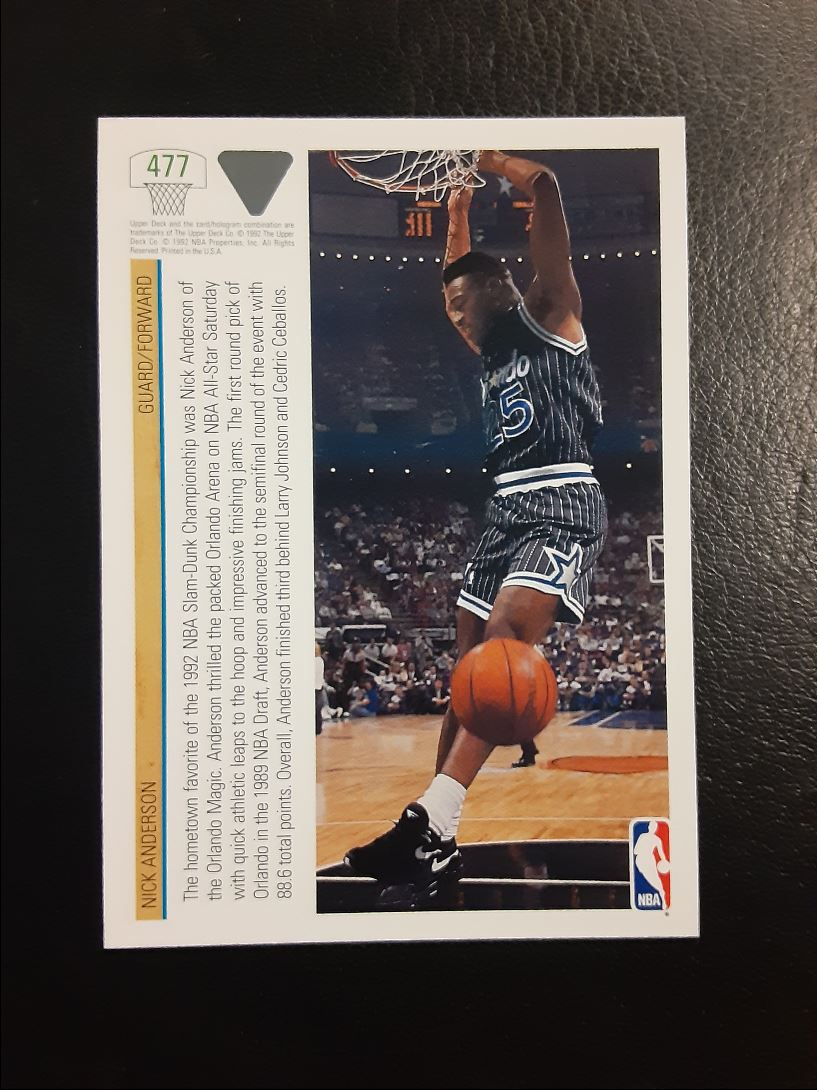 477
Upper Deck and the card/hologram combination are
trademarks of The Upper Deck Co. © 1992 The Upper
Deck Co. © 1992 NBA Properties, Inc. All Rights
Reserved. Printed in the U.S.A.
NICK ANDERSON GUARD/FORWARD
The hometown favorite of the 1992 NBA Slam-Dunk Championship was Nick Anderson of
the Orlando Magic. Anderson thrilled the packed Orlando Arena on NBA All-Star Saturday
with quick athletic leaps to the hoop and impressive finishing jams. The first round pick of
Orlando in the 1989 NBA Draft, Anderson advanced to the semifinal round of the event with
88.6 total points. Overall, Anderson finished third behind Larry Johnson and Cedric Ceballos.
25
NBA